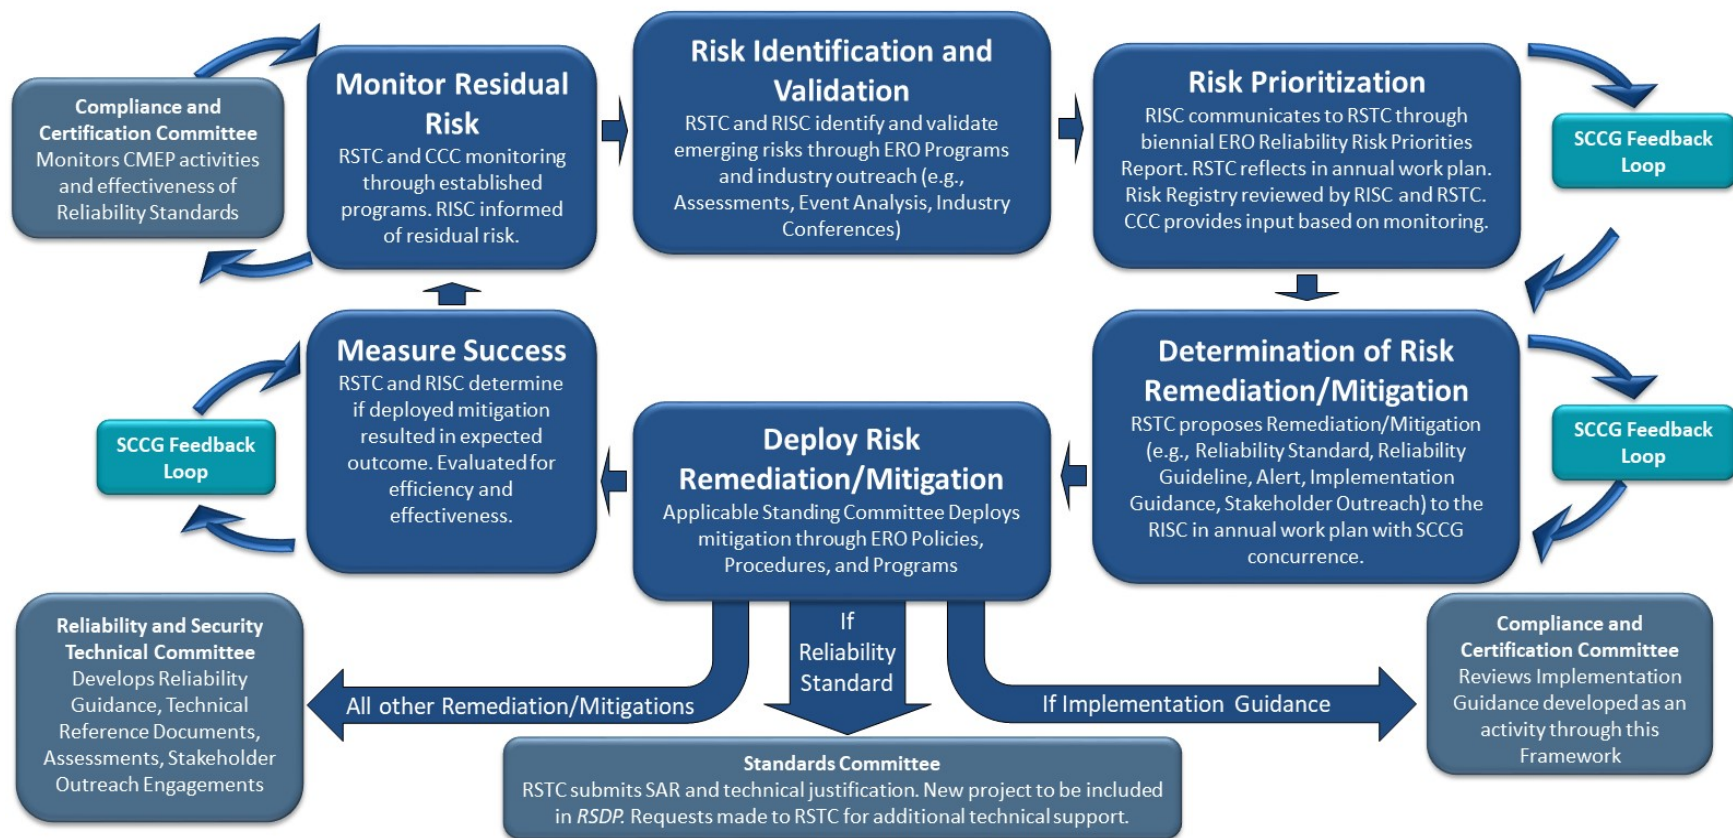 Compliance and
Certification Committee
Monitors CMEP activities
and effectiveness of
Reliability Standards
Monitor Residual
Risk
RSTC and CCC monitoring
through established
programs. RISC informed
of residual risk.
Risk Identification and
Validation
RSTC and RISC identify and validate
emerging risks through ERO Programs
and industry outreach (e.g.,
Assessments, Event Analysis, Industry
Conferences)
Risk Prioritization
RISC communicates to RSTC through
biennial ERO Reliability Risk Priorities
Report. RSTC reflects in annual work plan.
Risk Registry reviewed by RISC and RSTC.
CCC provides input based on monitoring.
SCCG Feedback
Loop
Determination of Risk
Remediation/Mitigation
RSTC proposes Remediation/Mitigation
(e.g., Reliability Standard, Reliability
Guideline, Alert, Implementation
Guidance, Stakeholder Outreach) to the
RISC in annual work plan with SCCG
concurrence.
SCCG Feedback
Loop
Deploy Risk
Remediation/Mitigation
Applicable Standing Committee Deploys
mitigation through ERO Policies,
Procedures, and Programs
Measure Success
RSTC and RISC determine
if deployed mitigation
resulted in expected
outcome. Evaluated for
efficiency and
effectiveness.
SCCG Feedback
Loop
Reliability and Security
Technical Committee
Develops Reliability
Guidance, Technical
Reference Documents,
Assessments, Stakeholder
Outreach Engagements
All other Remediation/Mitigations
If
Reliability
Standard
If Implementation Guidance
Standards Committee
RSTC submits SAR and technical justification. New project to be included
in RSDP. Requests made to RSTC for additional technical support.
Compliance and
Certification Committee
Reviews Implementation
Guidance developed as an
activity through this
Framework